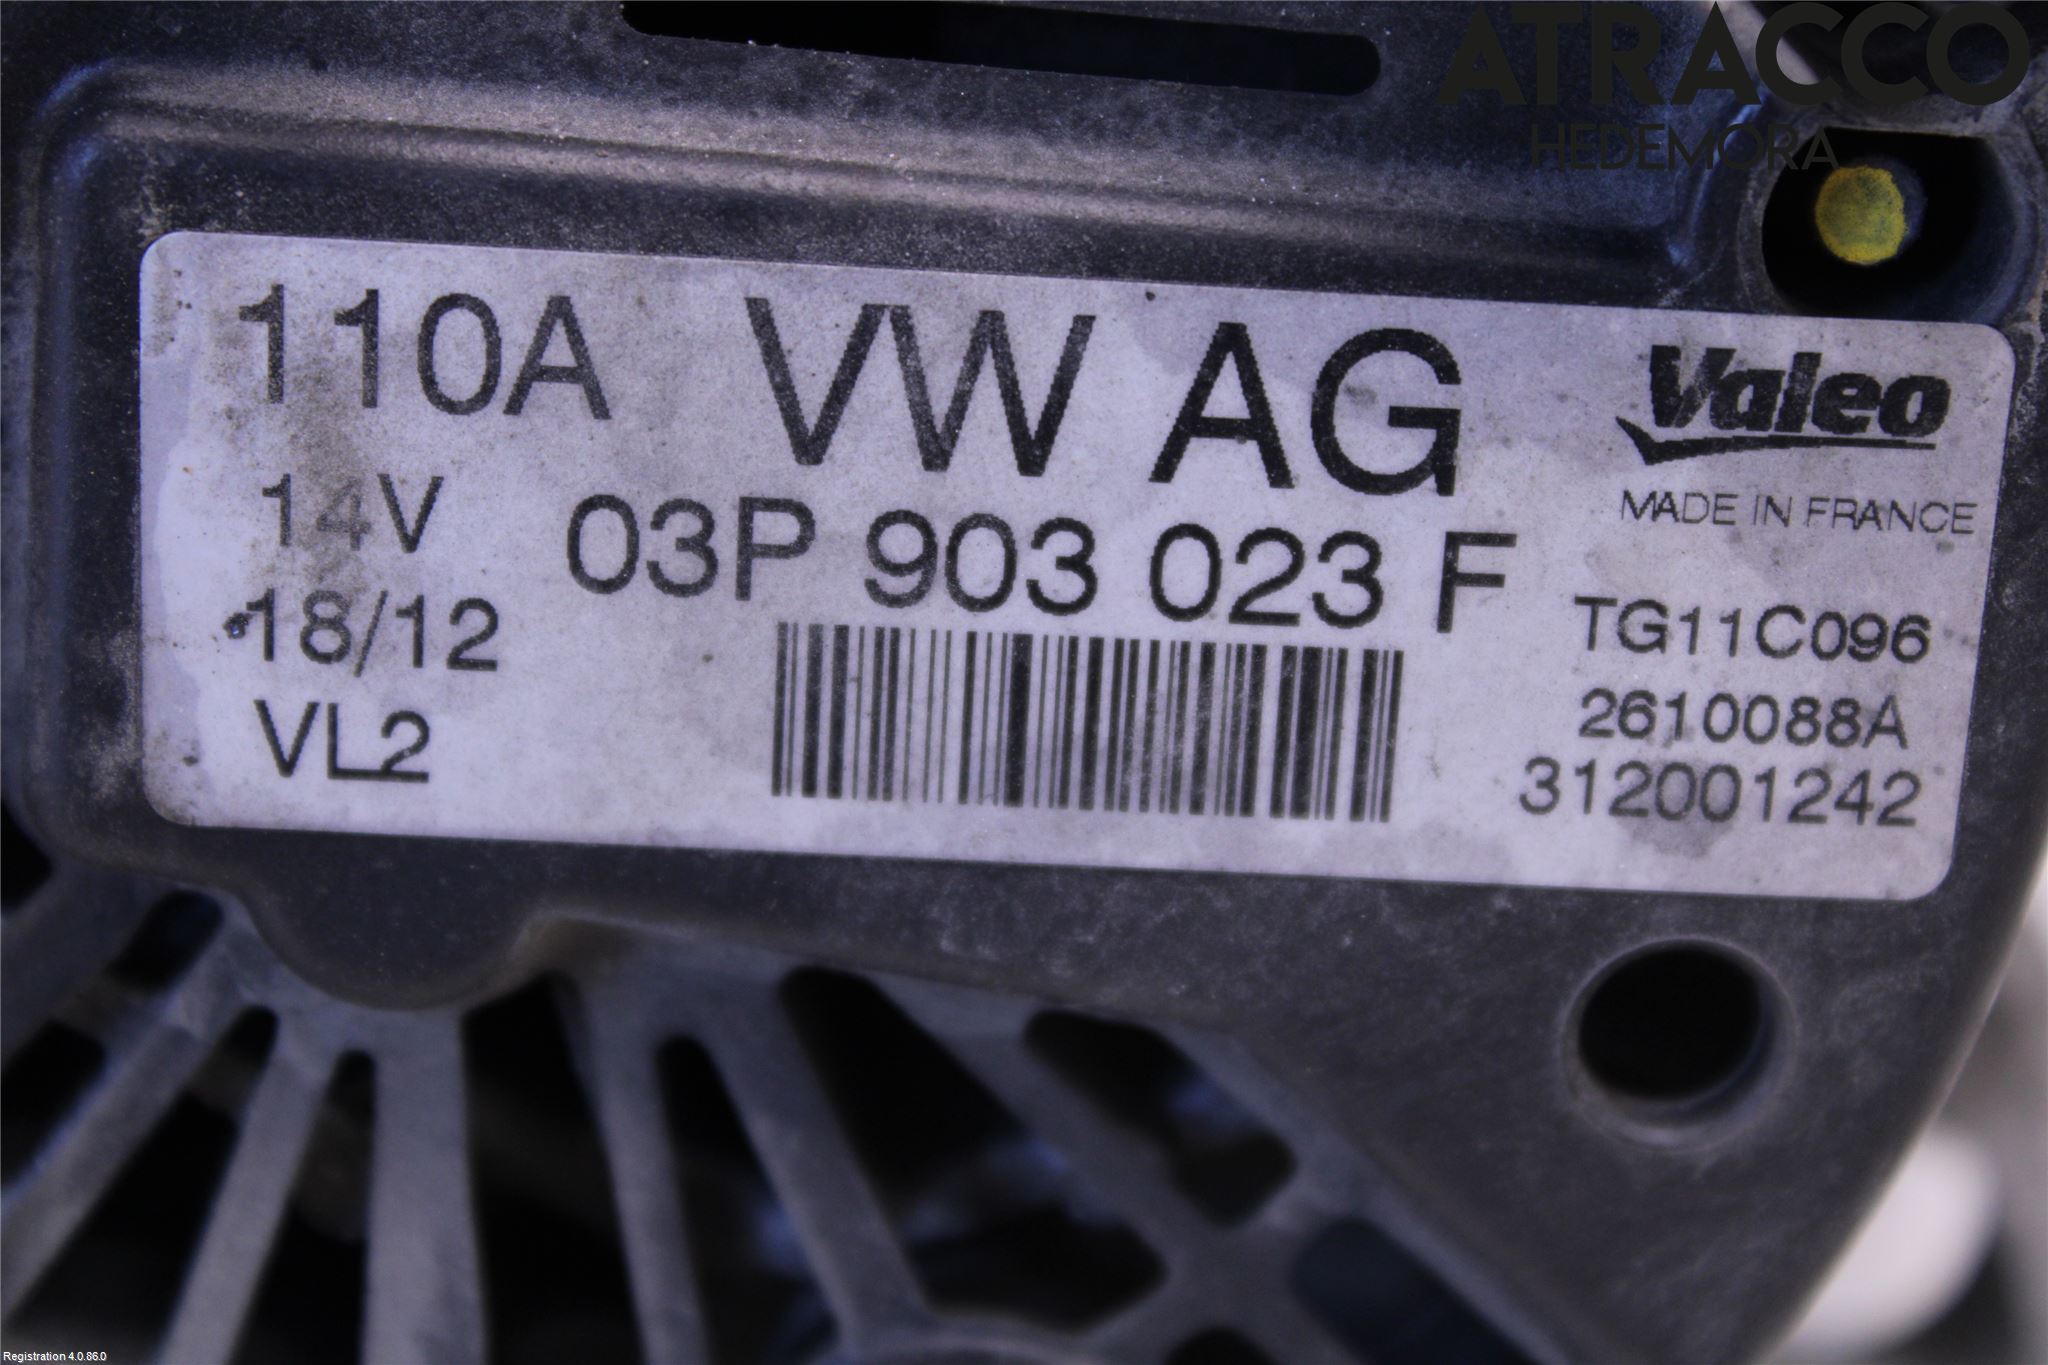 ATRACCO
HEDEMORA
110A VW AG Valeo
MADE IN FRANCE
14V 03P 903 023 F
18/12 TG11C096
VL2 2610088A
312001242
Registration 4.0.86.0